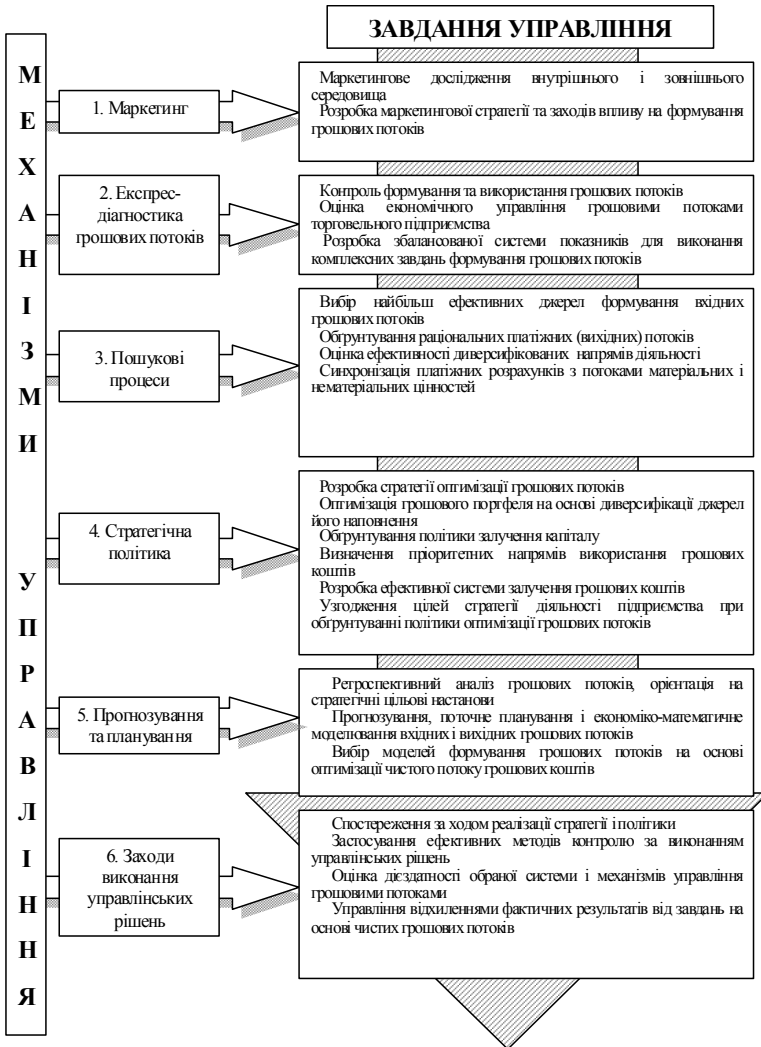 ЗАВДАННЯ УПРАВЛІННЯ
МЕХАНІЗМИ УПРАВЛІННЯ
1. Маркетинг
Маркетингове дослідження внутрішнього і зовнішнього
середовища
Розробка маркетингової стратегії та заходів впливу на формування
грошових потоків
2. Експрес-
діагностика
грошових потоків
Контроль формування та використання грошових потоків
Оцінка економічного управління грошовими потоками
торговельного підприємства
Розробка збалансованої системи показників для виконання
комплексних завдань формування грошових потоків
3. Пошукові
процеси
Вибір найбільш ефективних джерел формування вхідних
грошових потоків
Обґрунтування раціональних платіжних (вихідних) потоків
Оцінка ефективності диверсифікованих напрямів діяльності
Синхронізація платіжних розрахунків з потоками матеріальних і
нематеріальних цінностей
4. Стратегічна
політика
Розробка стратегії оптимізації грошових потоків
Оптимізація грошового портфеля на основі диверсифікації джерел
його наповнення
Обґрунтування політики залучення капіталу
Визначення пріоритетних напрямів використання грошових
коштів
Розробка ефективної системи залучення грошових коштів
Узгодження цілей стратегії діяльності підприємства при
обґрунтуванні політики оптимізації грошових потоків
5. Прогнозування
та планування
Ретроспективний аналіз грошових потоків, орієнтація на
стратегічні цільові настанови
Прогнозування, поточне планування і економіко-математичне
моделювання вхідних і вихідних грошових потоків
Вибір моделей формування грошових потоків на основі
оптимізації чистого потоку грошових коштів
6. Заходи
виконання
управлінських
рішень
Спостереження за ходом реалізації стратегії і політики
Застосування ефективних методів контролю за виконанням
управлінських рішень
Оцінка дієздатності обраної системи і механізмів управління
грошовими потоками
Управління відхиленнями фактичних результатів від завдань на
основі чистих грошових потоків